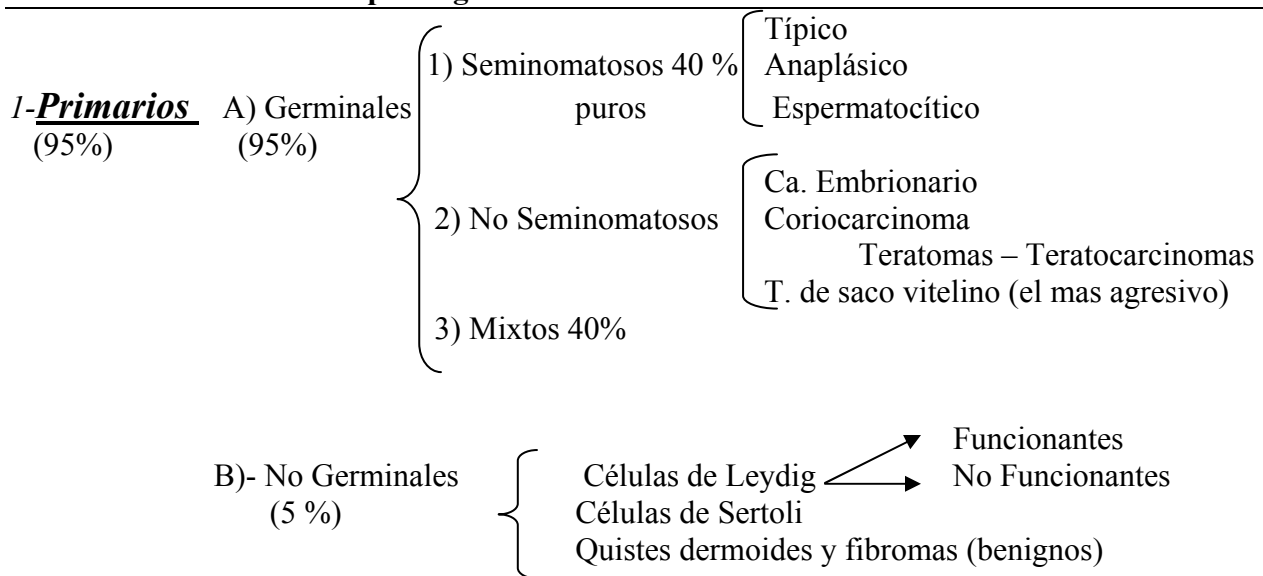 Típico
1) Seminomatosos 40 % Anaplásico
1-Primarios A) Germinales puros Espermatocítico
(95%) (95%)
Ca. Embrionario
2) No Seminomatosos Coriocarcinoma
Teratomas – Teratocarcinomas
T. de saco vitelino (el mas agresivo)
3) Mixtos 40%
Funcionantes
B)- No Germinales Células de Leydig No Funcionantes
(5 %) Células de Sertoli
Quistes dermoides y fibromas (benignos)